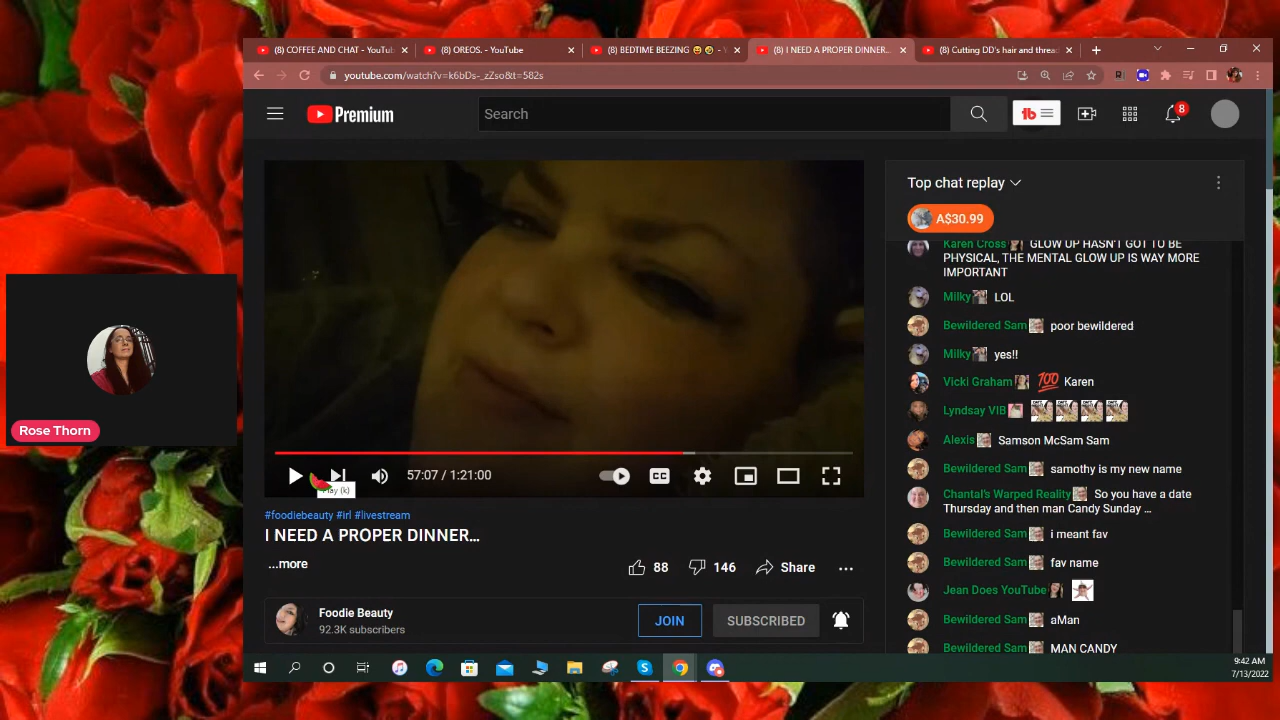 (8) COFFEE AND CHAT - YouTub
(8) OREOS. - YouTube
(8) BEDTIME BEEZING
(8) I NEED A PROPER DINNER...
(8) Cutting DD's hair and thread
youtube.com/watch?v=k6bDs-_zZso&t=582s
Premium
Search
tb
8
Top chat replay
A$30.99
Karen Cross GLOW UP HASN'T GOT TO BE
PHYSICAL, THE MENTAL GLOW UP IS WAY MORE
IMPORTANT
Milky LOL
Bewildered Sam poor bewildered
Milky yes!!
Vicki Graham 100 Karen
Lyndsay VIB
Alexis Samson McSam Sam
Bewildered Sam samothy is my new name
Chantal's Warped Reality So you have a date
Thursday and then man Candy Sunday ...
Bewildered Sam i meant fav
Bewildered Sam fav name
Jean Does YouTube
Bewildered Sam aMan
Bewildered Sam MAN CANDY
Rose Thorn
57:07 / 1:21:00
CC
Play (k)
#foodiebeauty #irl #livestream
I NEED A PROPER DINNER...
...more
88
146
Share
Foodie Beauty
92.3K subscribers
JOIN
SUBSCRIBED
9:42 AM
7/13/2022